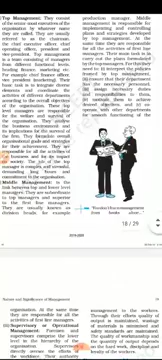 Top Management: They consist of
the senior-most executives of the organisation
by whatever name
they are called. They are usually
referred to as the chairman,
the chief executive officer, chief
operating officer, president and
vice-president. Top management
is a team consisting of managers
from different functional levels,
heading finance, marketing etc.
For example chief finance officer,
vice president (marketing). Their
basic task is to integrate diverse
elements and coordinate the
activities of different departments
according to the overall objectives
of the organisation. These top
level managers are responsible
for the welfare and survival of
the organisation. They analyse
the business environment and
its implications for the survival of
the firm. They formulate overall
organisational goals and strategies
for their achievement. They are
responsible for all the activities of
the business and for its impact
on society. The job of the top
manager is complex and stressful,
demanding long hours and
commitment to the organisation.
Middle Management: is the
link between top and lower level
managers. They are subordinate
to top managers and superior
to the first line managers.
They are usually known as
division heads, for example
production manager. Middle
management is responsible for
implementing and controlling
plans and strategies developed
by top management. At the
same time they are responsible
for all the activities of first line
managers. Their main task is to
carry out the plans formulated by
the top managers. For this they
need to: (i) interpret the policies
framed by top management,
(ii) ensure that their department
has the necessary personnel,
(iii) assign necessary duties
and responsibilities to them,
(iv) motivate them to achieve
desired objectives, and (v) co-
operate with other departments
for smooth functioning of the
18 / 29
Nature and Significance of Management
organisation. At the same time
they are responsible for all the
activities of first line managers.
Supervisory or Operational
Management: Foremen and
supervisors comprise the
lower level in the hierarchy of
the organisation. Supervisors
directly oversee the efforts of
the workforce. Their authority
management to the workers.
Through their efforts quality of
output is maintained, wastage
of materials is minimised and
safety standards are maintained.
The quality of workmanship and
the quantity of output depends
on the hard work, discipline and
loyalty of the workers.